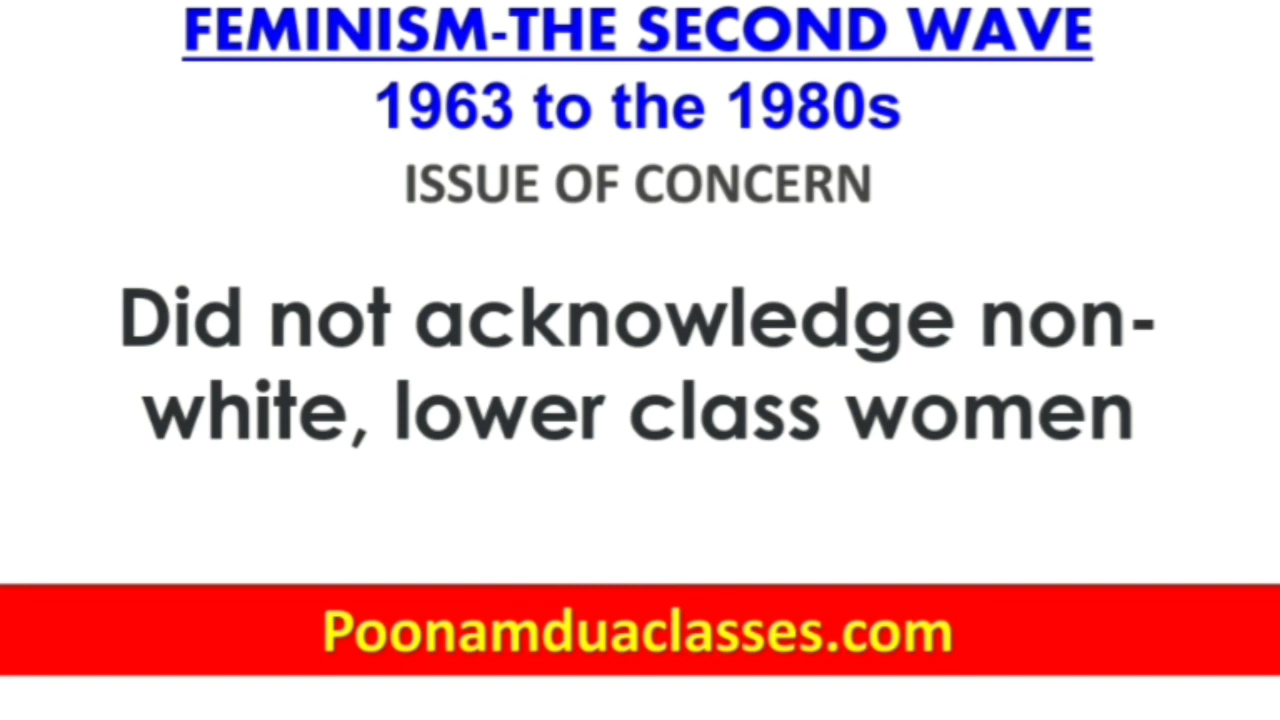 FEMINISM-THE SECOND WAVE
1963 to the 1980s
ISSUE OF CONCERN
Did not acknowledge non-
white, lower class women
Poonamduaclasses.com